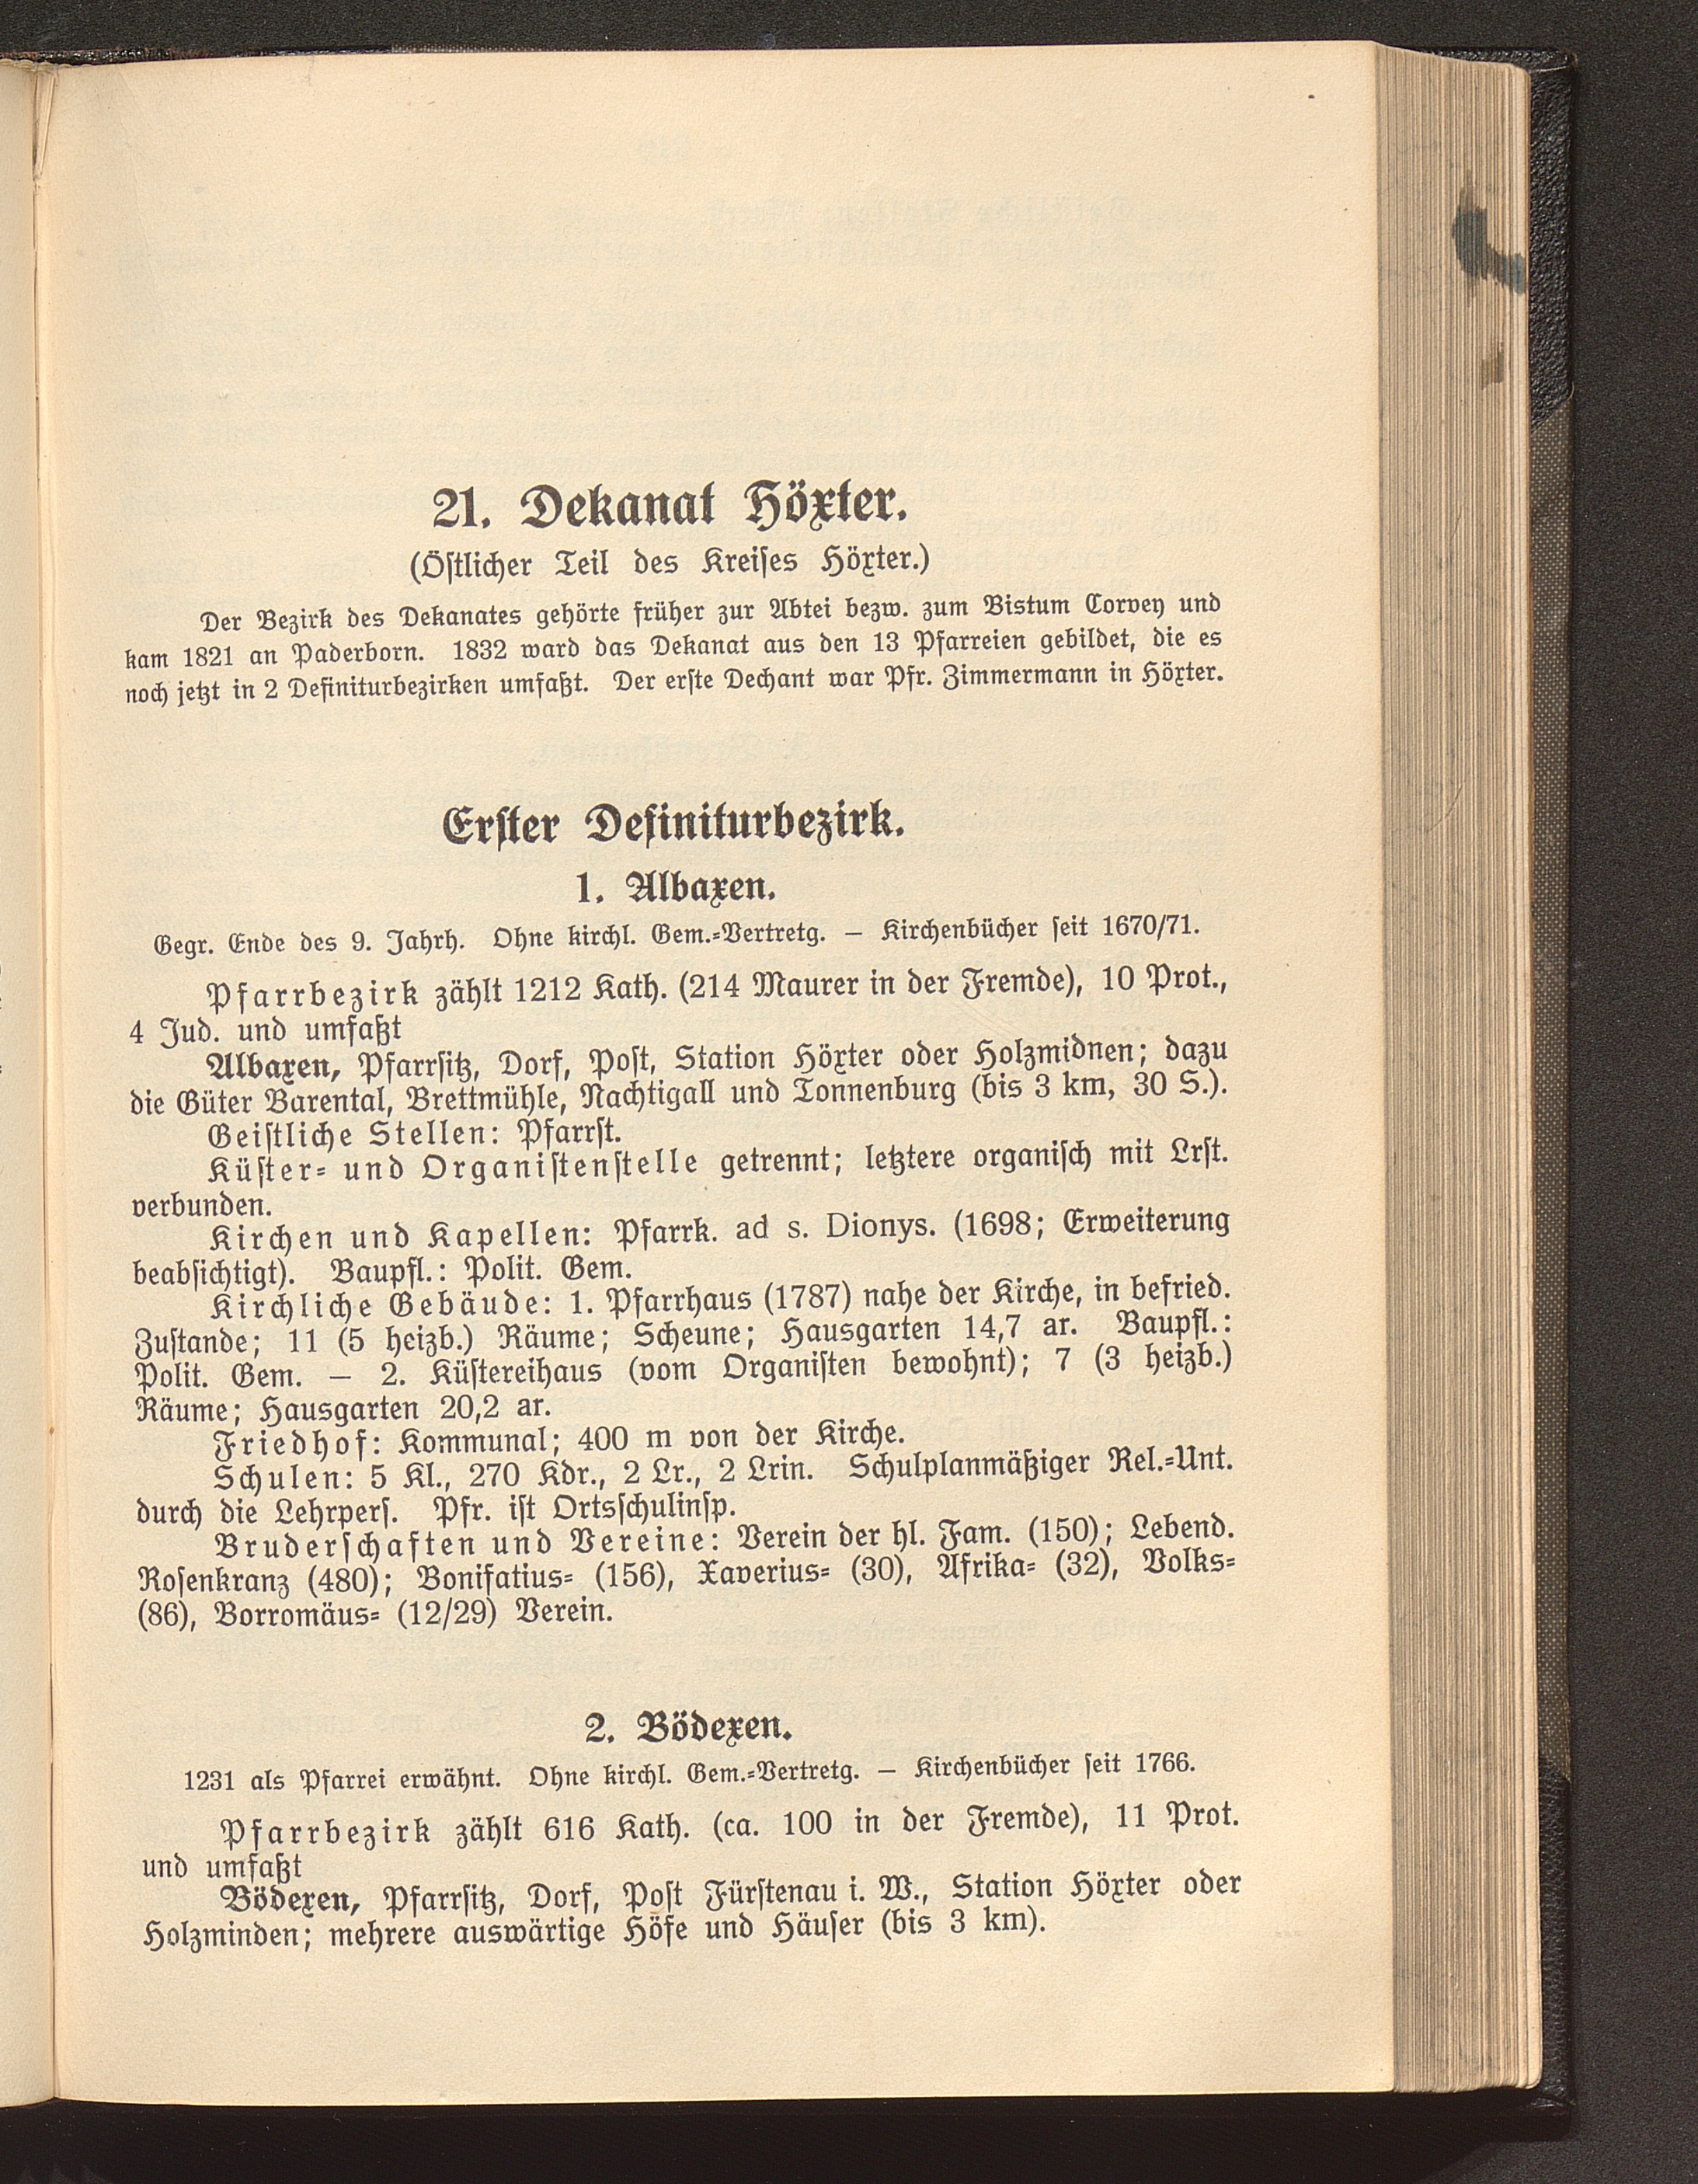 21. Dekanat Höxter.
(Östlicher Teil des Kreises Höxter.)
Der Bezirk des Dekanates gehörte früher zur Abtei bezw. zum Bistum Corvey und
kam 1821 an Paderborn. 1832 ward das Dekanat aus den 13 Pfarreien gebildet, die es
noch jetzt in 2 Definiturbezirken umfaßt. Der erste Dechant war Pfr. Zimmermann in Höxter.
Erster Definiturbezirk.
1. Albaxen.
Gegr. Ende des 9. Jahrh. Ohne kirchl. Gem.-Vertretg. — Kirchenbücher seit 1670/71.
Pfarrbezirk zählt 1212 Kath. (214 Maurer in der Fremde), 10 Prot.,
4 Jud. und umfaßt
Albaxen, Pfarrsitz, Dorf, Post, Station Höxter oder Holzmidnen; dazu
die Güter Barental, Brettmühle, Nachtigall und Tonnenburg (bis 3 km, 30 S.).
Geistliche Stellen: Pfarrst.
Küster- und Organistenstelle getrennt; letztere organisch mit Lrst.
verbunden.
Kirchen und Kapellen: Pfarrk. ad s. Dionys. (1698; Erweiterung
beabsichtigt). Baupfl.: Polit. Gem.
Kirchliche Gebäude: 1. Pfarrhaus (1787) nahe der Kirche, in befried.
Zustande; 11 (5 heizb.) Räume; Scheune; Hausgarten 14,7 ar. Baupfl.:
Polit. Gem. — 2. Küstereihaus (vom Organisten bewohnt); 7 (3 heizb.)
Räume; Hausgarten 20,2 ar.
Friedhof: Kommunal; 400 m von der Kirche.
Schulen: 5 Kl., 270 Kdr., 2 Lr., 2 Lrin. Schulplanmäßiger Rel.-Unt.
durch die Lehrpers. Pfr. ist Ortsschulinsp.
Bruderschaften und Vereine: Verein der hl. Fam. (150); Lebend.
Rosenkranz (480); Bonifatius- (156), Xaverius- (30), Afrika- (32), Volks-
(86), Borromäus- (12/29) Verein.
2. Bödexen.
1231 als Pfarrei erwähnt. Ohne kirchl. Gem.-Vertretg. — Kirchenbücher seit 1766.
Pfarrbezirk zählt 616 Kath. (ca. 100 in der Fremde), 11 Prot.
und umfaßt
Bödexen, Pfarrsitz, Dorf, Post Fürstenau i. W., Station Höxter oder
Holzminden; mehrere auswärtige Höfe und Häuser (bis 3 km).